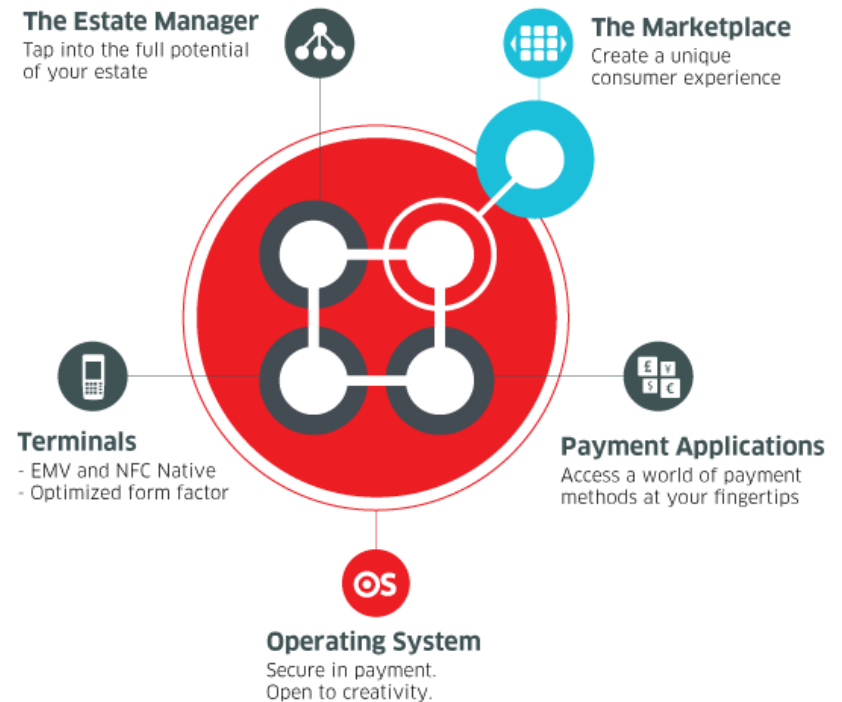 The Estate Manager
Tap into the full potential
of your estate
The Marketplace
Create a unique
consumer experience
Terminals
- EMV and NFC Native
- Optimized form factor
£ ¥
$ €
Payment Applications
Access a world of payment
methods at your fingertips
OS
Operating System
Secure in payment.
Open to creativity.